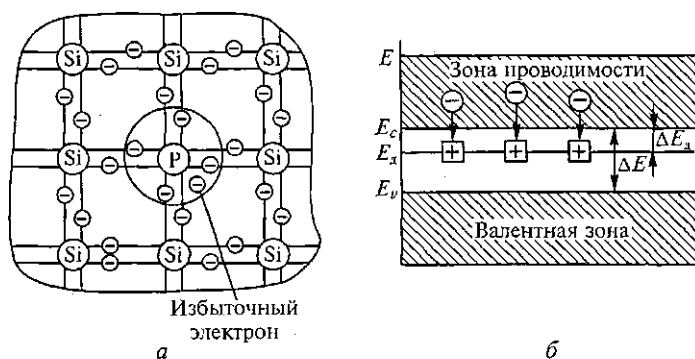 Si Si Si
Si P Si
Si Si Si
Избыточный
электрон
а
E
Зона проводимости
E_c
ΔE_д
E_д
ΔE
E_v
Валентная зона
б